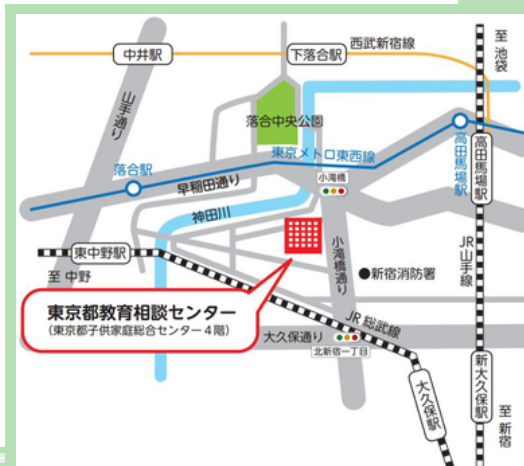 至 池袋
西武新宿線
中井駅
下落合駅
山手通り
落合中央公園
東京メトロ東西線
高田馬場駅
高田馬場駅
落合駅
早稲田通り
小滝橋
神田川
東中野駅
至 中野
小滝橋通り
新宿消防署
JR山手線
東京都教育相談センター
(東京都子供家庭総合センター4階)
大久保通り
JR 総武線
北新宿一丁目
大久保駅
新大久保駅
至 新宿